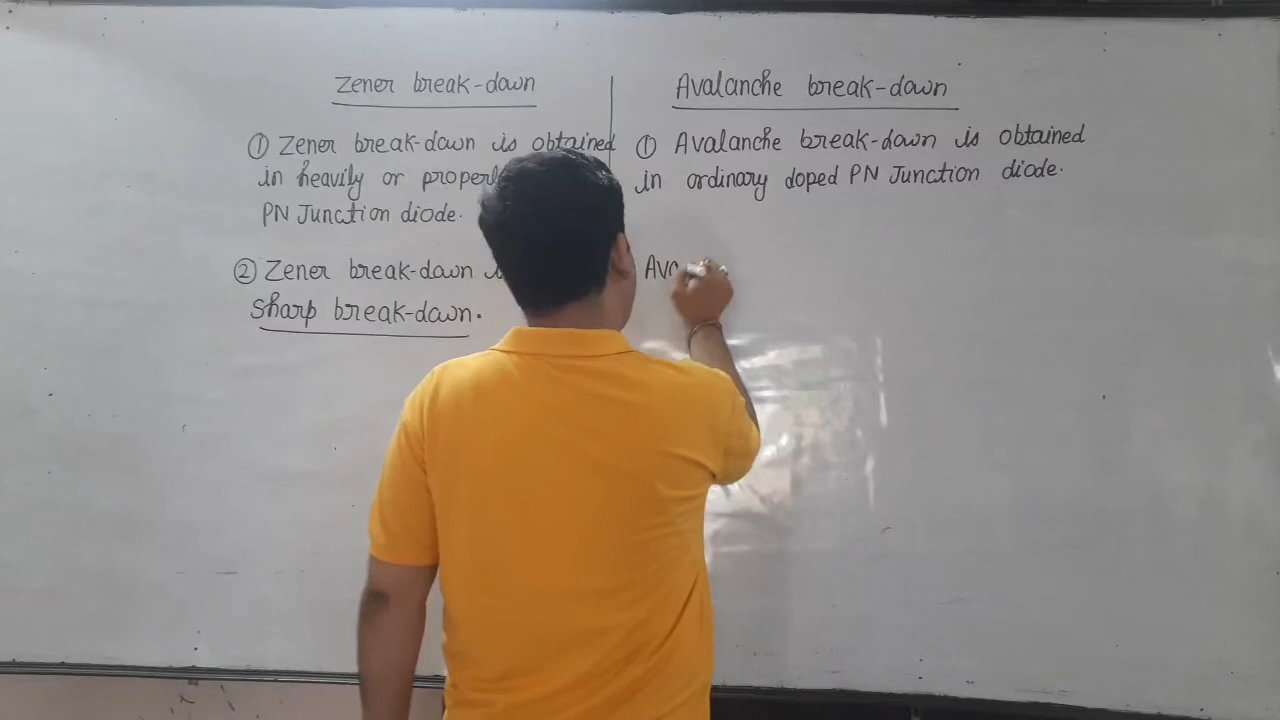 Zener break-down
① Zener break-down is obtained
in heavily or
PN Junction diode.
② Zener break-down
sharp break-down.
Avalanche break-down
① Avalanche break-down is obtained
in ordinary doped PN Junction diode.